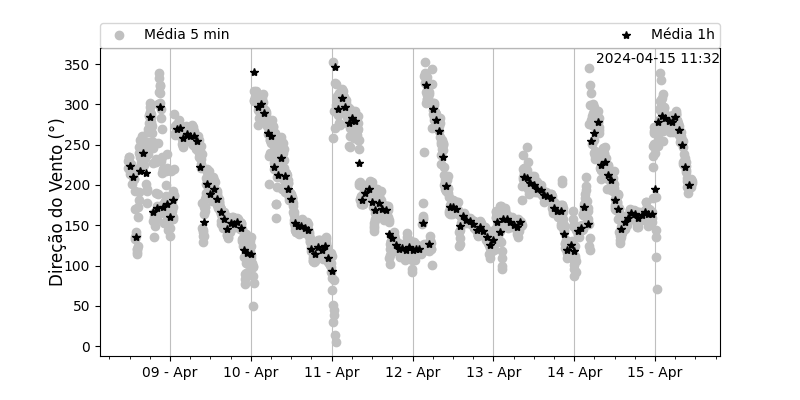 Média 5 min
Média 1h
2024-04-15 11:32
Direção do Vento (°)
350
300
250
200
150
100
50
0
09 - Apr
10 - Apr
11 - Apr
12 - Apr
13 - Apr
14 - Apr
15 - Apr